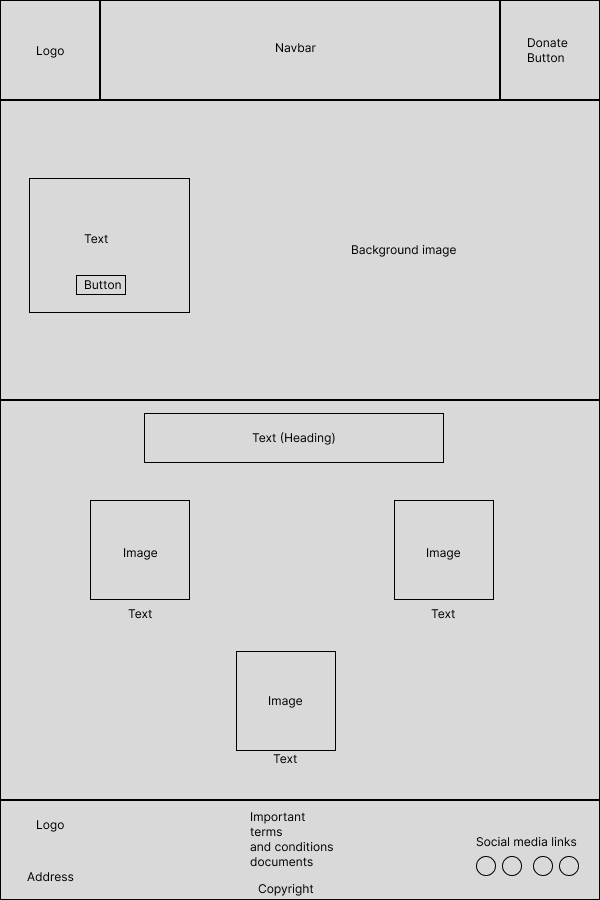 Logo
Navbar
Donate
Button
Text
Button
Background image
Text (Heading)
Image
Image
Text
Text
Image
Text
Logo
Address
Important
terms
and conditions
documents
Copyright
Social media links